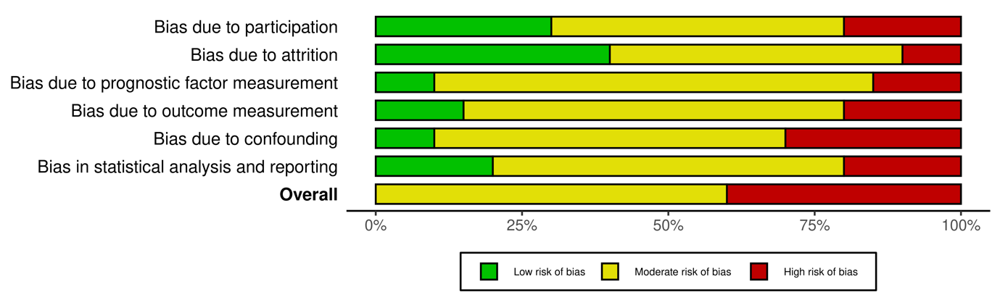 Bias due to participation
Bias due to attrition
Bias due to prognostic factor measurement
Bias due to outcome measurement
Bias due to confounding
Bias in statistical analysis and reporting
Overall
0% 25% 50% 75% 100%
Low risk of bias Moderate risk of bias High risk of bias